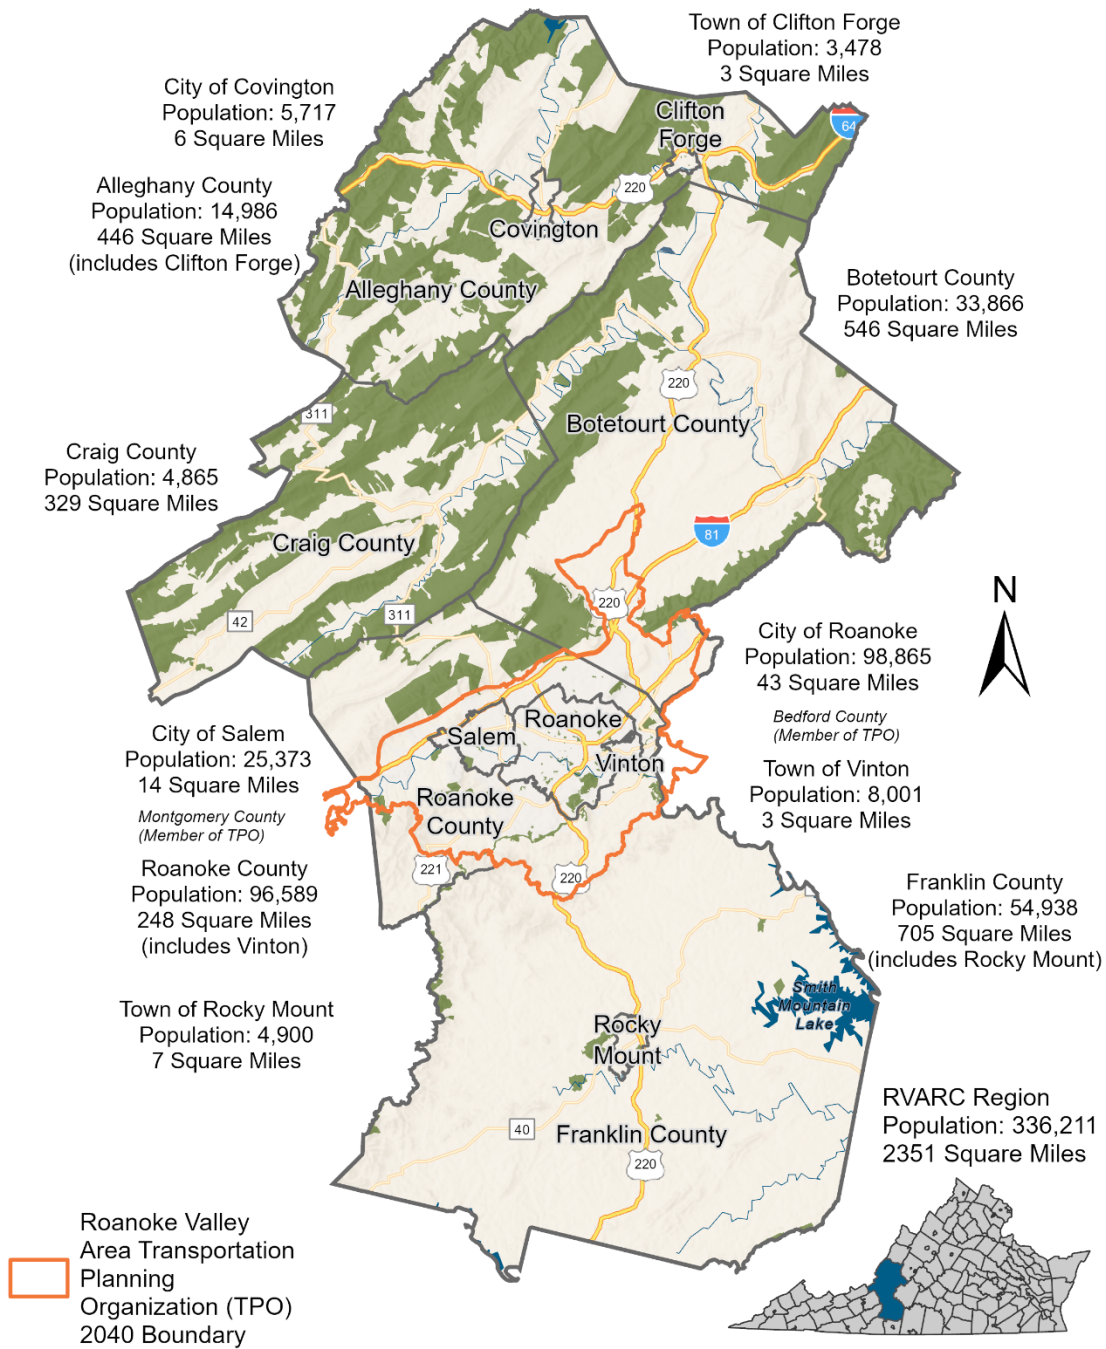 Town of Clifton Forge
Population: 3,478
3 Square Miles
City of Covington
Population: 5,717
6 Square Miles
Clifton
Forge
64
Alleghany County
Population: 14,986
446 Square Miles
(includes Clifton Forge)
220
Covington
Alleghany County
Botetourt County
Population: 33,866
546 Square Miles
220
311
Botetourt County
Craig County
Population: 4,865
329 Square Miles
81
Craig County
220
42
311
N
City of Roanoke
Population: 98,865
43 Square Miles
Bedford County
(Member of TPO)
Roanoke
Salem
Vinton
City of Salem
Population: 25,373
14 Square Miles
Town of Vinton
Population: 8,001
3 Square Miles
Montgomery County
(Member of TPO)
Roanoke
County
Roanoke County
Population: 96,589
248 Square Miles
(includes Vinton)
221
220
Franklin County
Population: 54,938
705 Square Miles
(includes Rocky Mount)
Smith
Mountain
Lake
Town of Rocky Mount
Population: 4,900
7 Square Miles
Rocky
Mount
40
Franklin County
220
RVARC Region
Population: 336,211
2351 Square Miles
Roanoke Valley
Area Transportation
Planning
Organization (TPO)
2040 Boundary